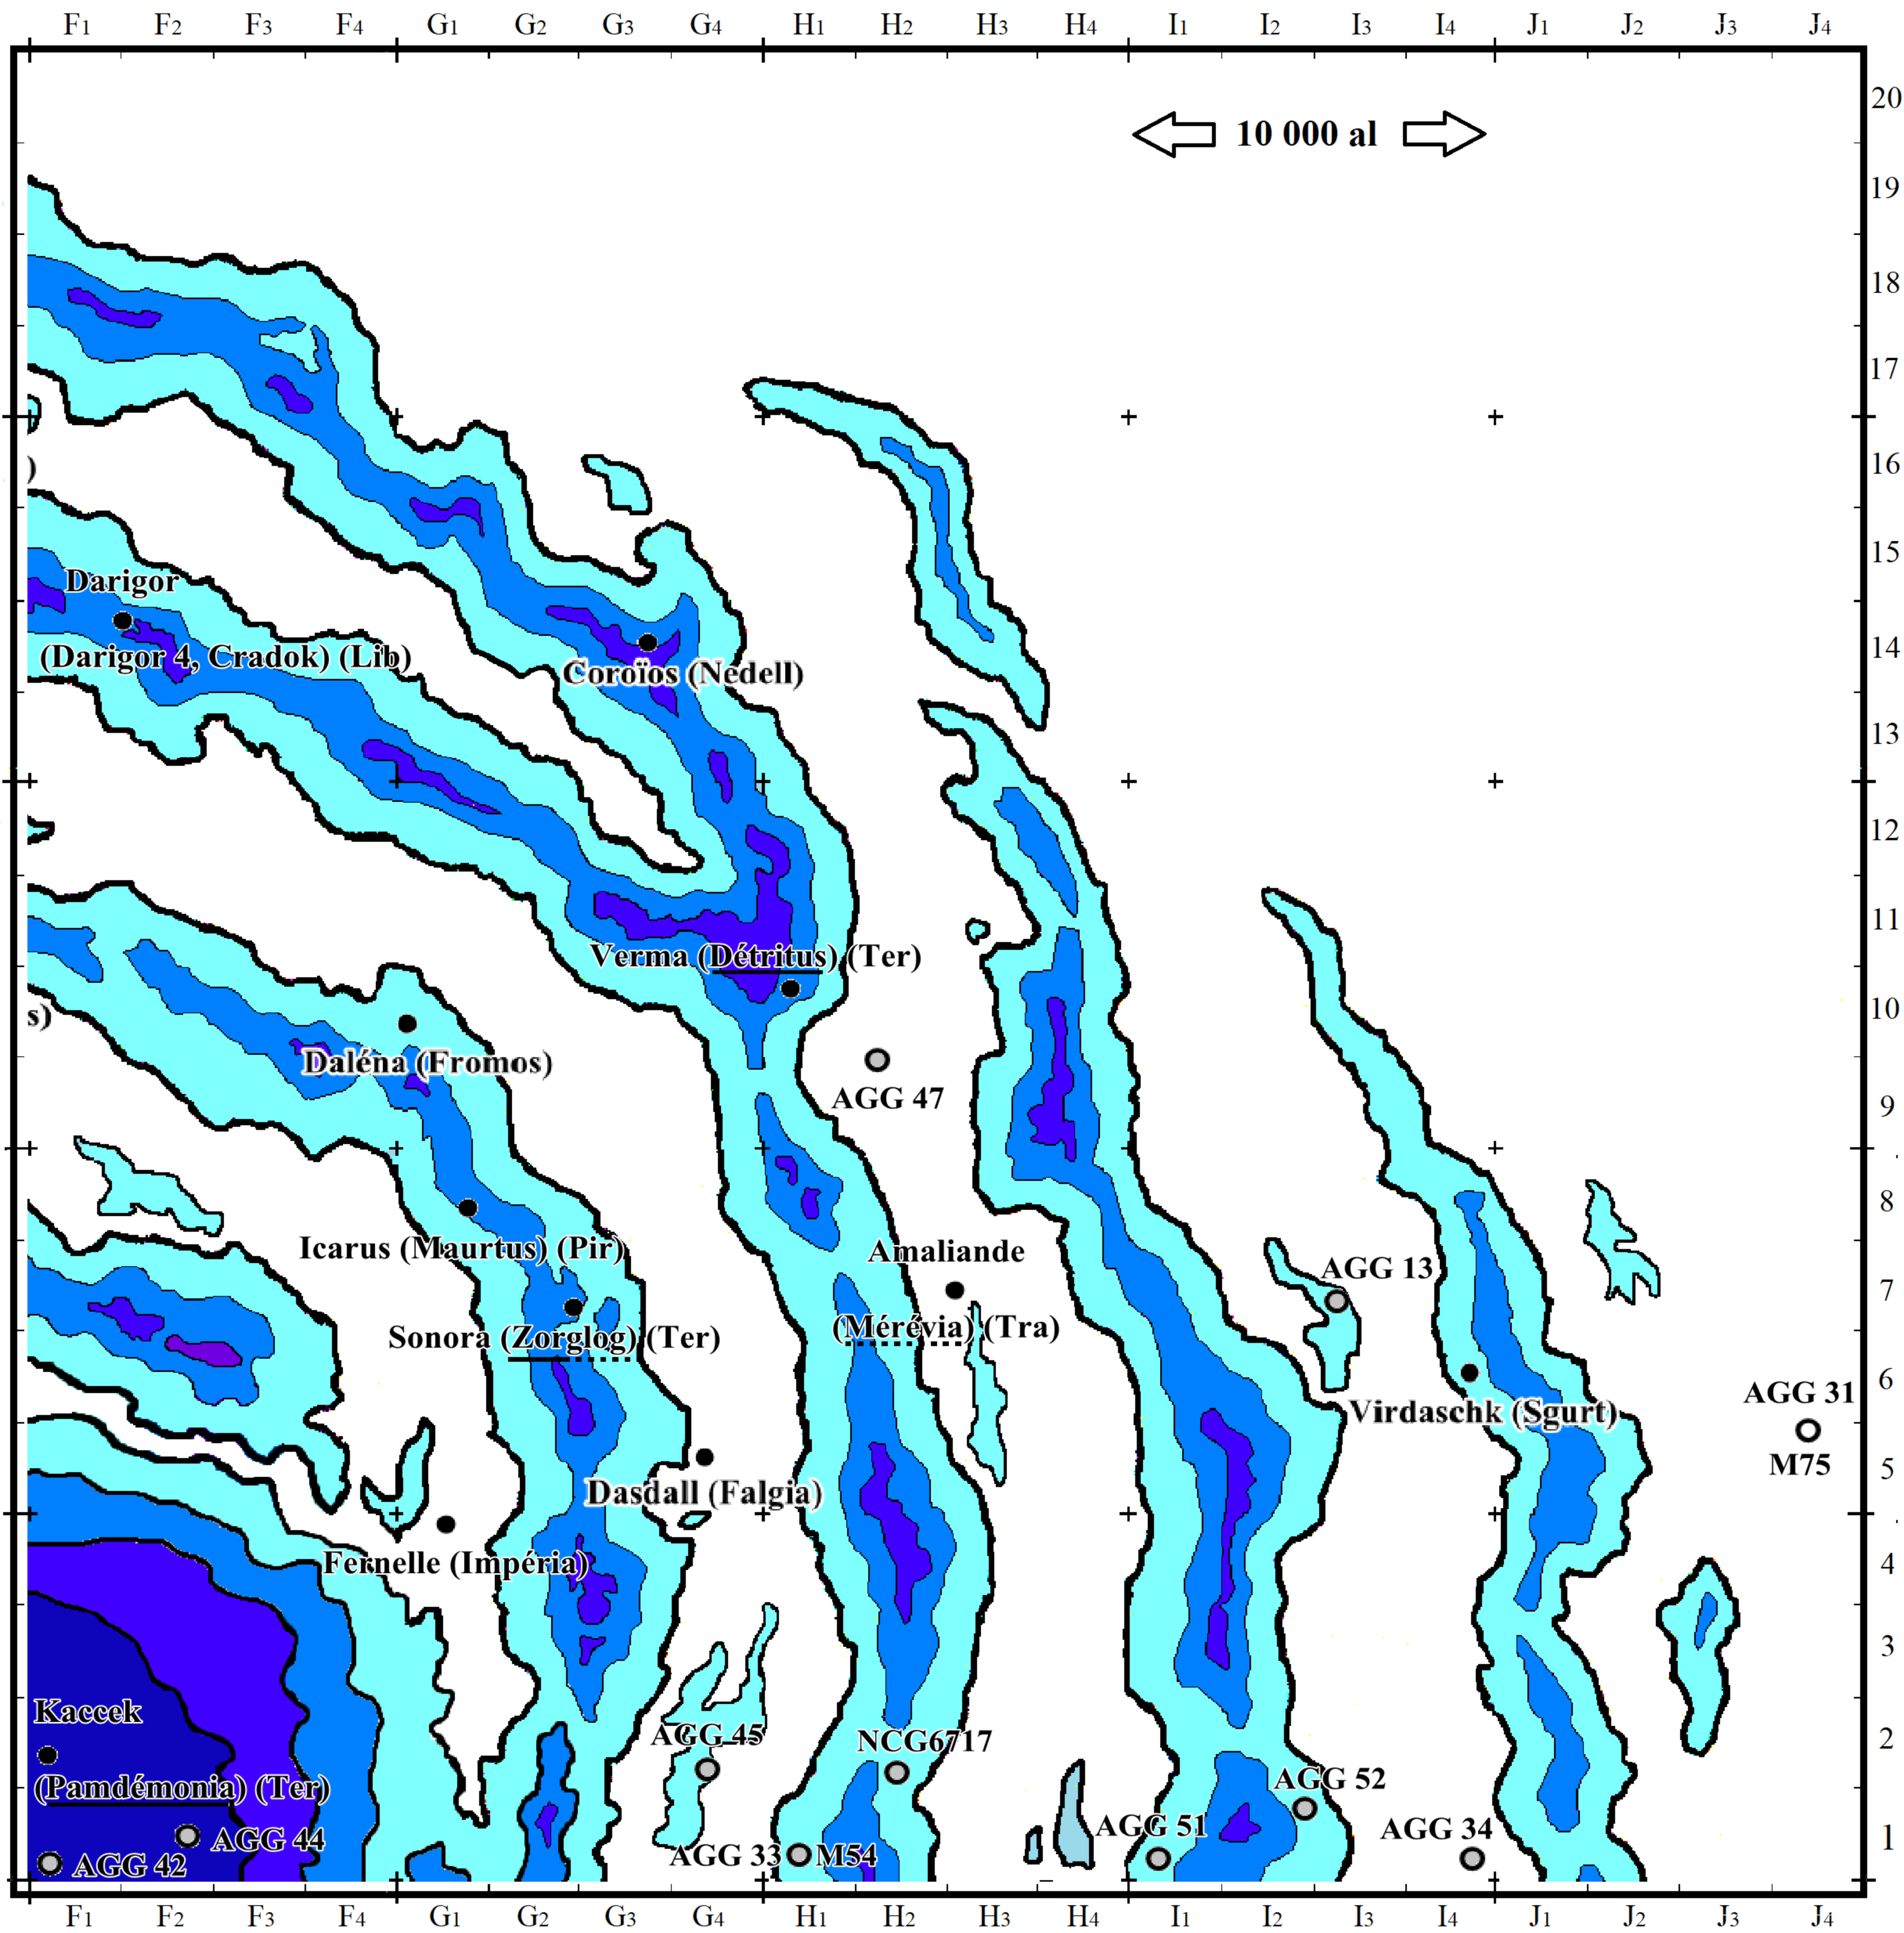 F1 F2 F3 F4 G1 G2 G3 G4 H1 H2 H3 H4 I1 I2 I3 I4 J1 J2 J3 J4
20
10 000 al
19
18
17
)
16
15
Darigor
(Darigor 4, Cradok) (Lib)
14
Coroïos (Nedell)
13
12
11
Verma (Détritus) (Ter)
s)
10
Daléna (Fromos)
AGG 47
9
8
Icarus (Maurtus) (Pir)
Amaliande
AGG 13
7
(Mérévia) (Tra)
Sonora (Zorglog) (Ter)
6
AGG 31
Virdaschk (Sgurt)
M75
5
Dasdall (Falgia)
Fernelle (Impéria)
4
3
Kaccek
AGG 45
NCG6717
2
(Pamdémonia) (Ter)
AGG 52
AGG 51
AGG 34
1
AGG 44
AGG 33
M54
AGG 42
F1 F2 F3 F4 G1 G2 G3 G4 H1 H2 H3 H4 I1 I2 I3 I4 J1 J2 J3 J4